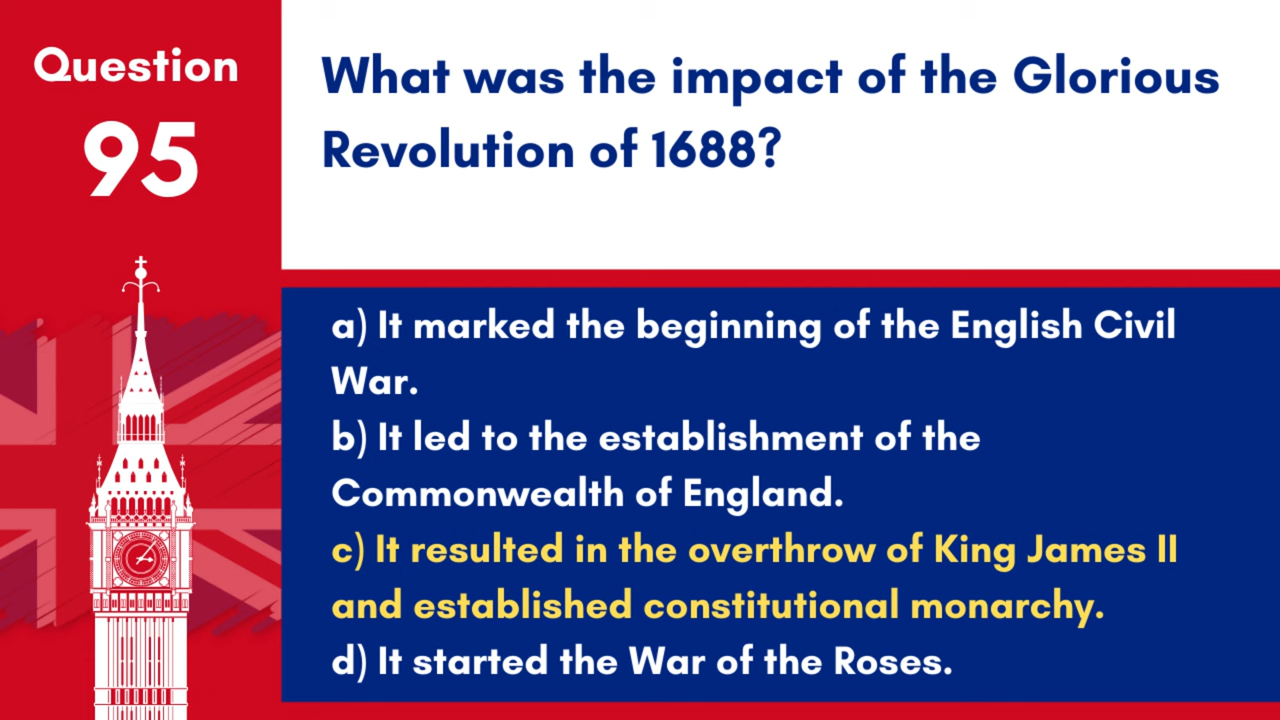 Question
95
What was the impact of the Glorious
Revolution of 1688?
a) It marked the beginning of the English Civil
War.
b) It led to the establishment of the
Commonwealth of England.
c) It resulted in the overthrow of King James II
and established constitutional monarchy.
d) It started the War of the Roses.